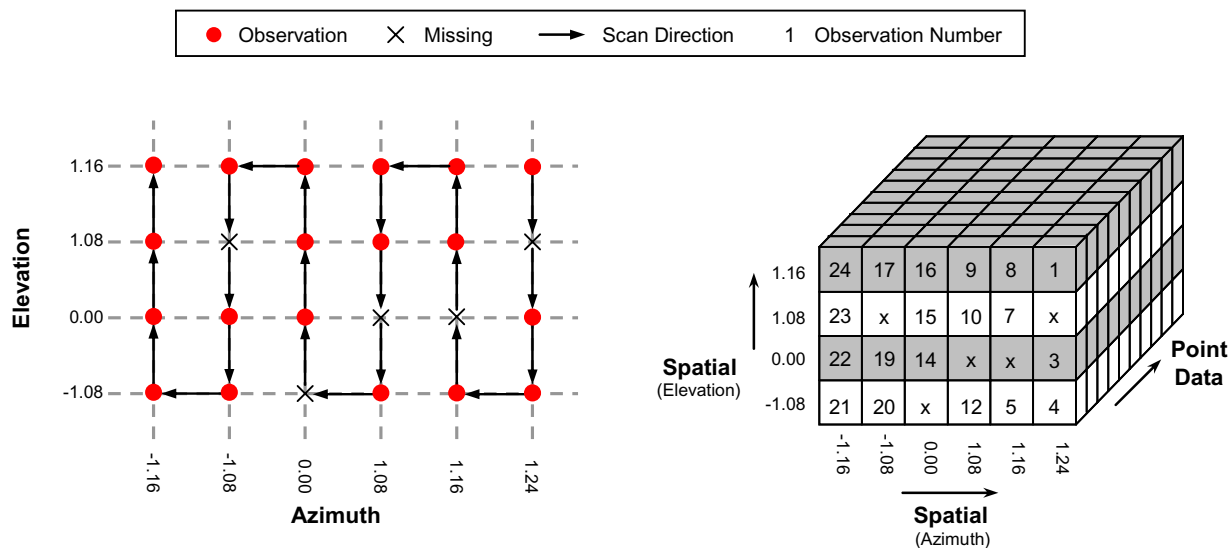 Observation Missing Scan Direction 1 Observation Number
Elevation
1.16
1.08
0.00
-1.08
-1.16 -1.08 0.00 1.08 1.16 1.24
Azimuth
Spatial
(Elevation)
1.16 24 17 16 9 8 1
1.08 23 x 15 10 7 x
0.00 22 19 14 x x 3
-1.08 21 20 x 12 5 4
-1.16 -1.08 0.00 1.08 1.16 1.24
Spatial
(Azimuth)
Point
Data